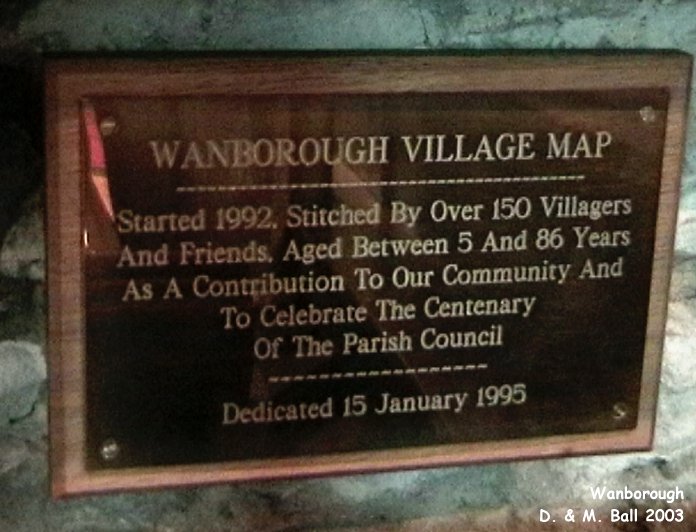 WANBOROUGH VILLAGE MAP
Started 1992, Stitched By Over 150 Villagers
And Friends, Aged Between 5 And 86 Years
As A Contribution To Our Community And
To Celebrate The Centenary
Of The Parish Council
Dedicated 15 January 1995
Wanborough
D. & M. Ball 2003